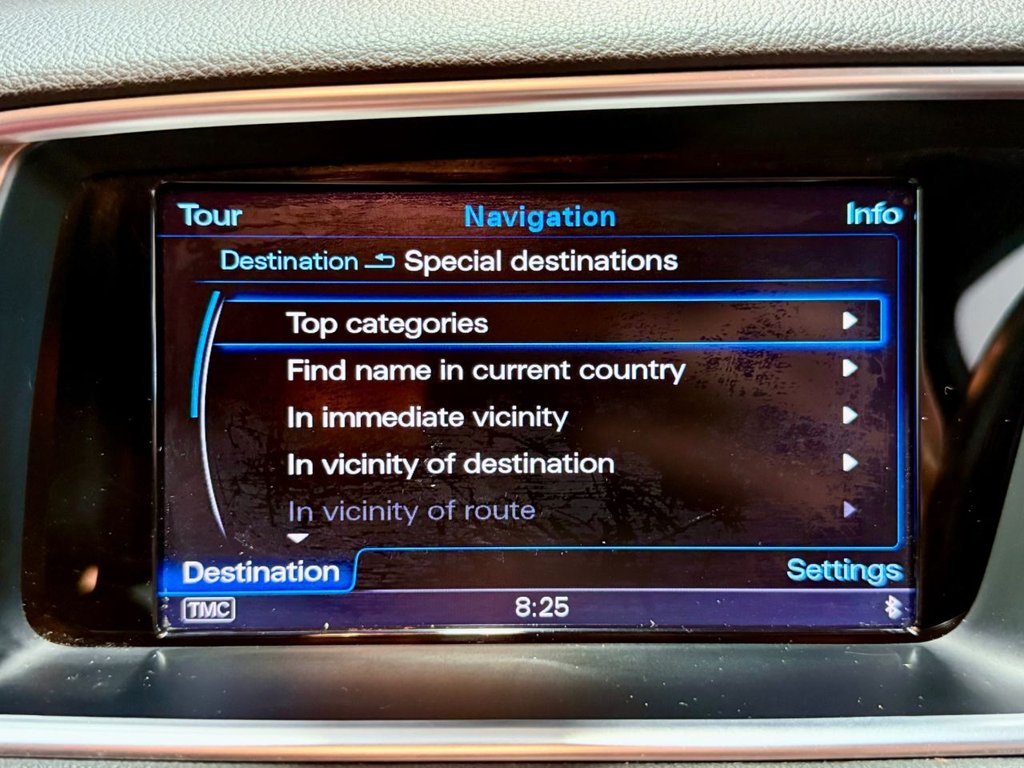 Tour Navigation Info
Destination Special destinations
Top categories
Find name in current country
In immediate vicinity
In vicinity of destination
In vicinity of route
Destination Settings
TMC 8:25